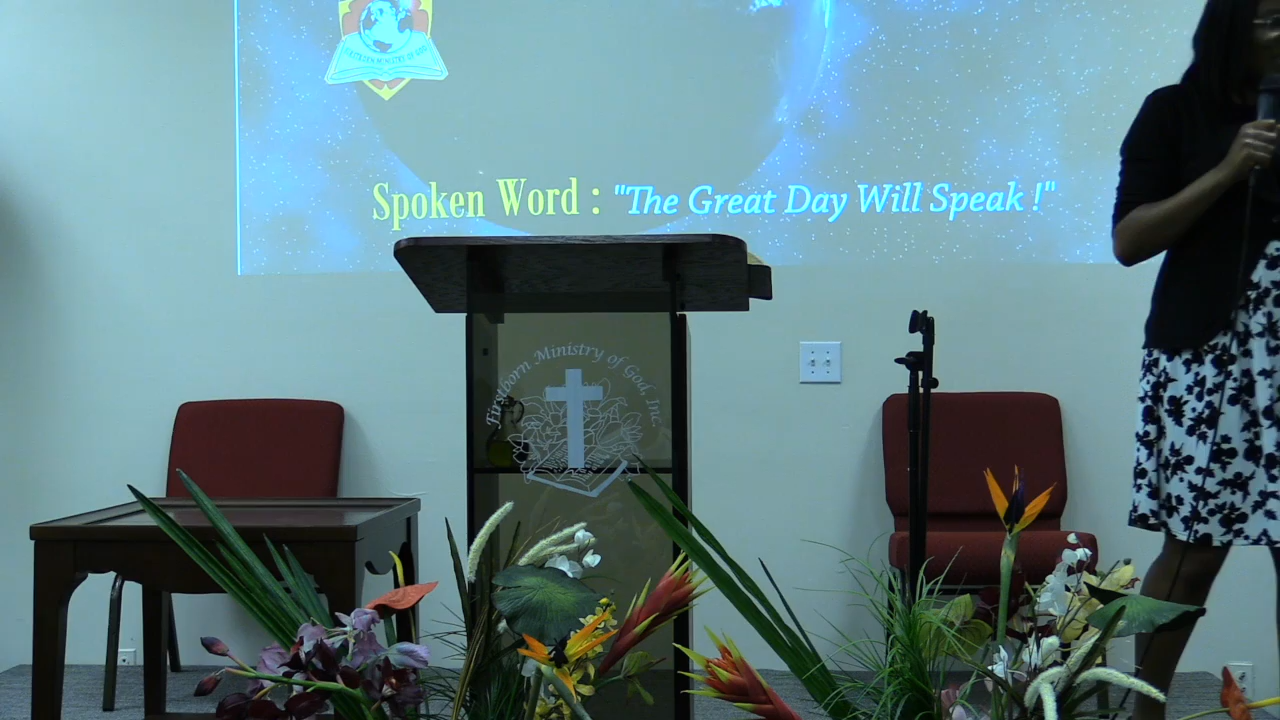 Spoken Word : "The Great Day Will Speak !"
Firstborn Ministry of God, Inc.